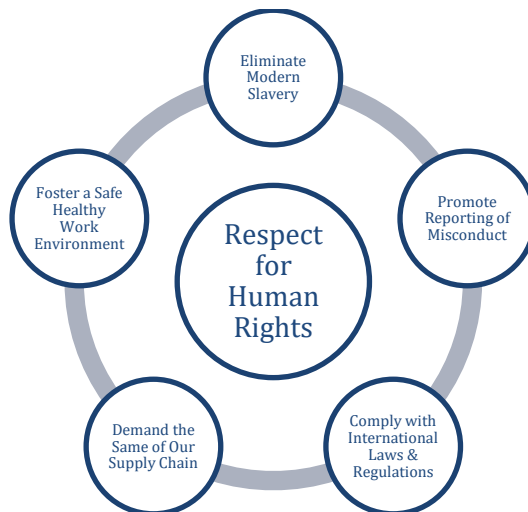 Eliminate
Modern
Slavery
Promote
Reporting of
Misconduct
Comply with
International
Laws &
Regulations
Demand the
Same of Our
Supply Chain
Foster a Safe
Healthy
Work
Environment
Respect
for
Human
Rights